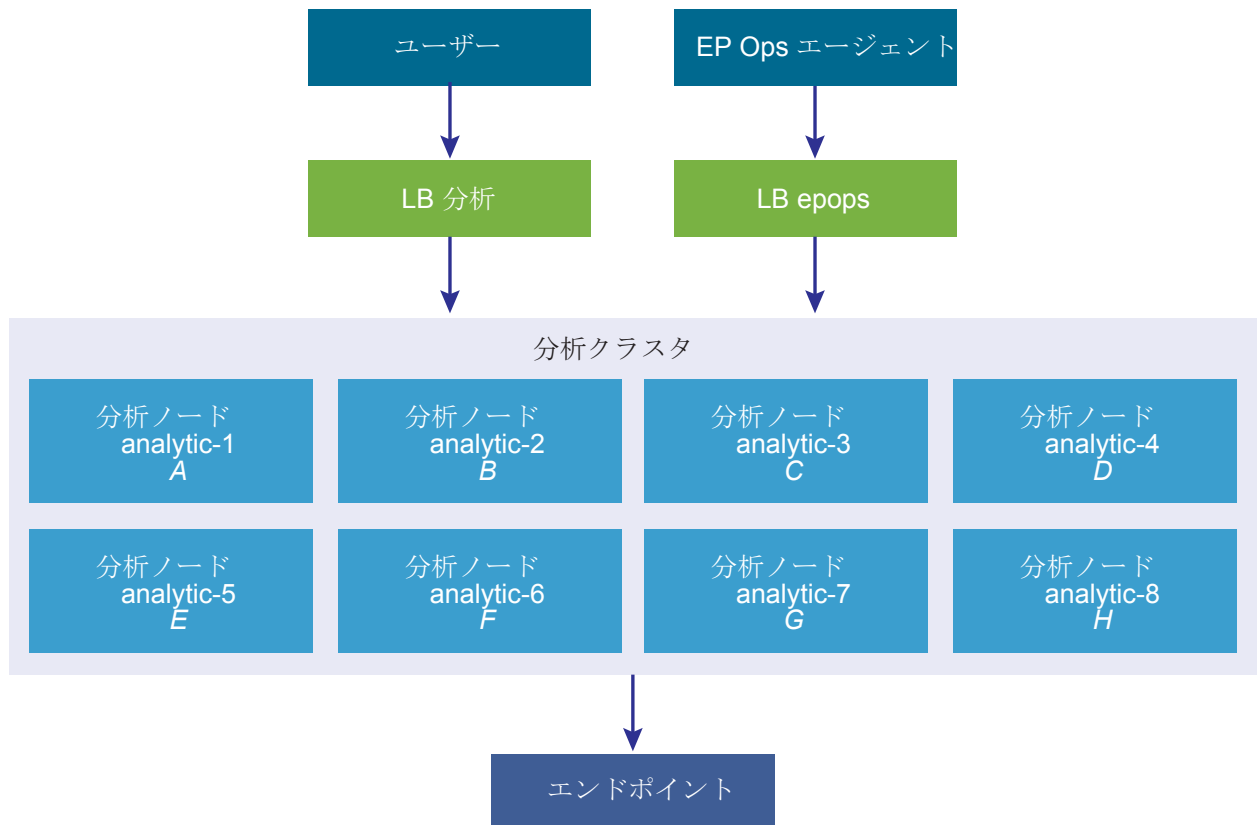 ユーザー
EP Ops エージェント
LB 分析
LB epops
分析クラスタ
分析ノード
analytic-1
A
分析ノード
analytic-2
B
分析ノード
analytic-3
C
分析ノード
analytic-4
D
分析ノード
analytic-5
E
分析ノード
analytic-6
F
分析ノード
analytic-7
G
分析ノード
analytic-8
H
エンドポイント